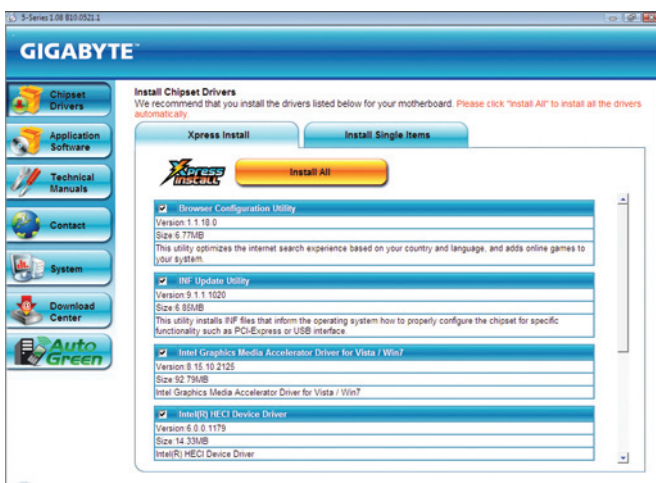 5-Series 1.08 B10.0521.1
GIGABYTE™
Chipset
Drivers
Application
Software
Technical
Manuals
Contact
System
Download
Center
Auto
Green
Install Chipset Drivers
We recommend that you install the drivers listed below for your motherboard. Please click "Install All" to install all the drivers
automatically.
Xpress Install
Install Single Items
Xpress
INSTALL
Install All
Browser Configuration Utility
Version:1.1.18.0
Size:6.77MB
This utility optimizes the internet search experience based on your country and language, and adds online games to
your system.
INF Update Utility
Version:9.1.1.1020
Size:6.85MB
This utility installs INF files that inform the operating system how to properly configure the chipset for specific
functionality such as PCI-Express or USB interface.
Intel Graphics Media Accelerator Driver for Vista / Win7
Version:8.15.10.2125
Size:92.79MB
Intel Graphics Media Accelerator Driver for Vista / Win7
Intel(R) HECI Device Driver
Version:6.0.0.1179
Size:14.33MB
Intel(R) HECI Device Driver